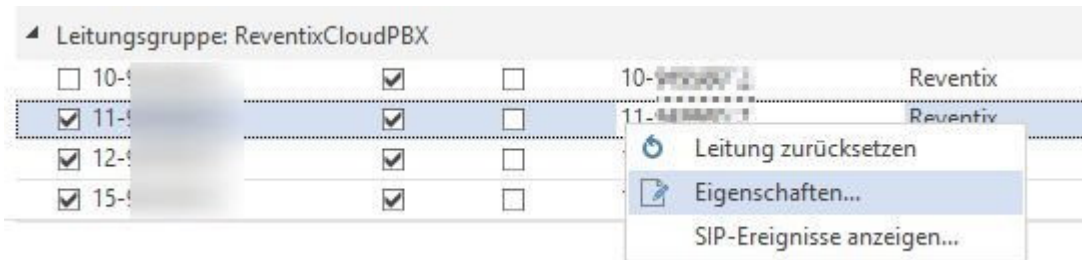 Leitungsgruppe: ReventixCloudPBX
10- 10- Reventix
11- 11- Reventix
Leitung zurücksetzen
12-
Eigenschaften...
15-
SIP-Ereignisse anzeigen...